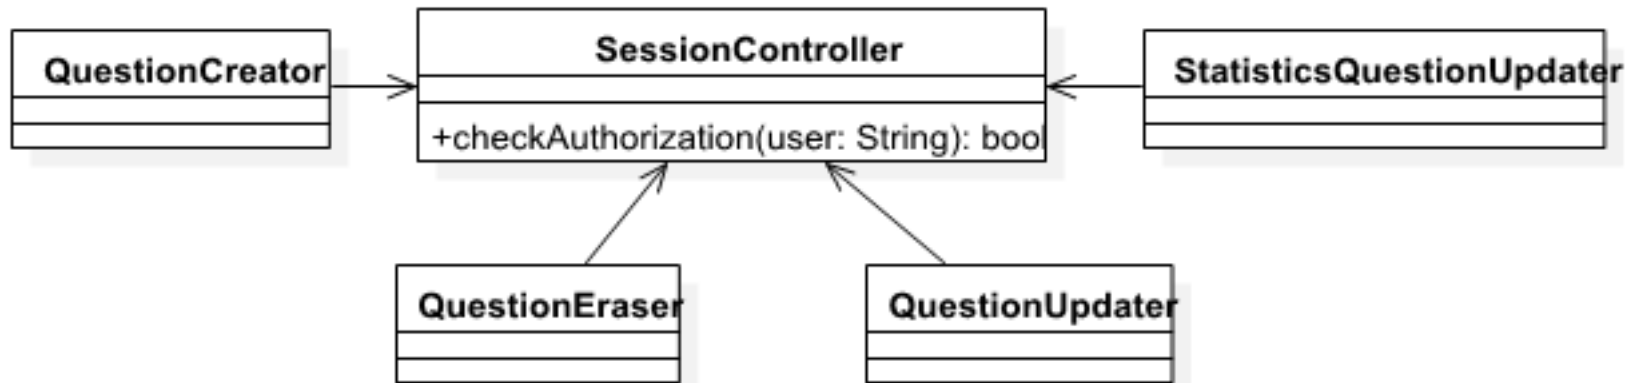 QuestionCreator
SessionController
+checkAuthorization(user: String): bool
StatisticsQuestionUpdater
QuestionEraser
QuestionUpdater